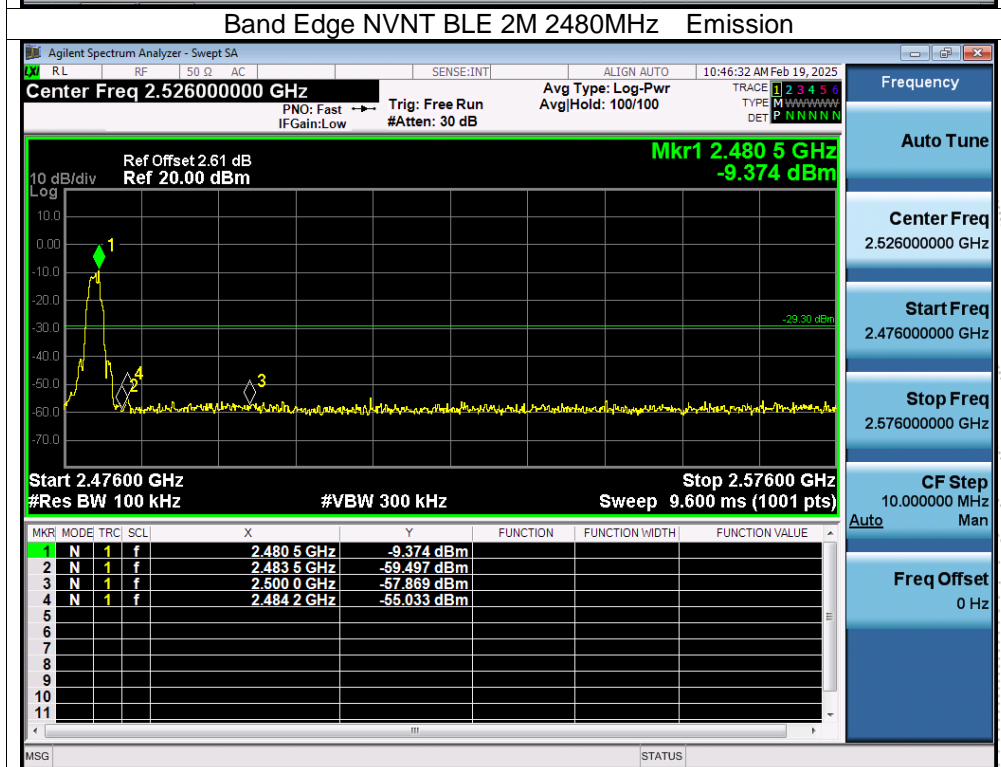 Band Edge NVNT BLE 2M 2480MHz Emission
Agilent Spectrum Analyzer - Swept SA
LXI RL RF 50 Ω AC SENSE:INT ALIGN AUTO 10:46:32 AM Feb 19, 2025
Center Freq 2.526000000 GHz
PNO: Fast
IFGain:Low
Trig: Free Run
#Atten: 30 dB
Avg Type: Log-Pwr
Avg|Hold: 100/100
TRACE 1 2 3 4 5 6
TYPE M WWWWW
DET P N N N N N
Frequency
Auto Tune
Center Freq
2.526000000 GHz
Start Freq
2.476000000 GHz
Stop Freq
2.576000000 GHz
CF Step
10.000000 MHz
Auto Man
Freq Offset
0 Hz
Mkr1 2.480 5 GHz
-9.374 dBm
Ref Offset 2.61 dB
10 dB/div Ref 20.00 dBm
Log
10.0
0.00
-10.0
-20.0
-30.0
-40.0
-50.0
-60.0
-70.0
1
4
2
3
-29.30 dBm
Start 2.47600 GHz Stop 2.57600 GHz
#Res BW 100 kHz #VBW 300 kHz Sweep 9.600 ms (1001 pts)
MKR MODE TRC SCL X Y FUNCTION FUNCTION WIDTH FUNCTION VALUE
1 N 1 f 2.480 5 GHz -9.374 dBm
2 N 1 f 2.483 5 GHz -59.497 dBm
3 N 1 f 2.500 0 GHz -57.869 dBm
4 N 1 f 2.484 2 GHz -55.033 dBm
5
6
7
8
9
10
11
MSG STATUS